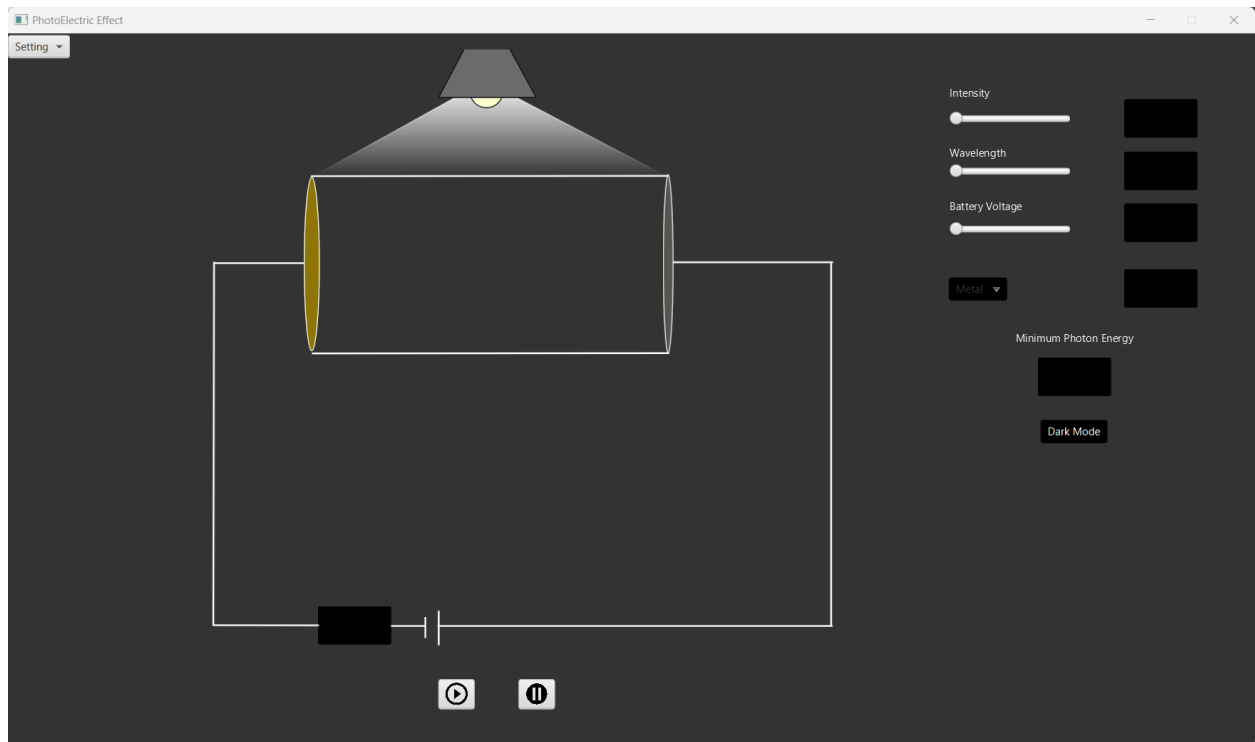 PhotoElectric Effect
Setting
Intensity
Wavelength
Battery Voltage
Metal
Minimum Photon Energy
Dark Mode